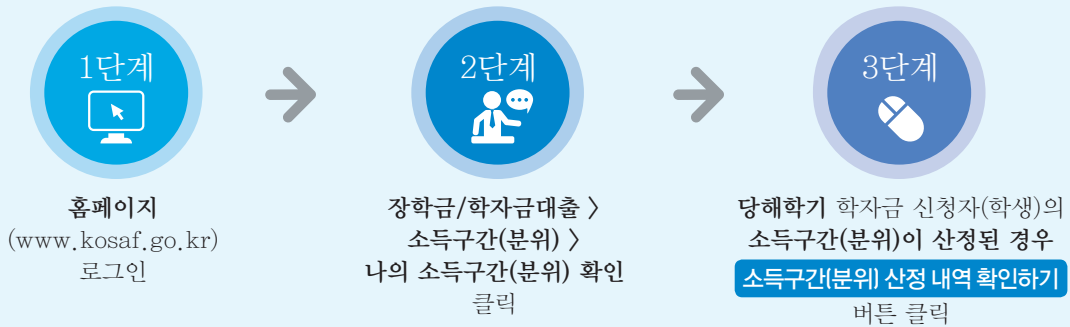 1단계
홈페이지
(www.kosaf.go.kr)
로그인
2단계
장학금/학자금대출 〉
소득구간(분위) 〉
나의 소득구간(분위) 확인
클릭
3단계
당해학기 학자금 신청자(학생)의
소득구간(분위)이 산정된 경우
소득구간(분위) 산정 내역 확인하기
버튼 클릭